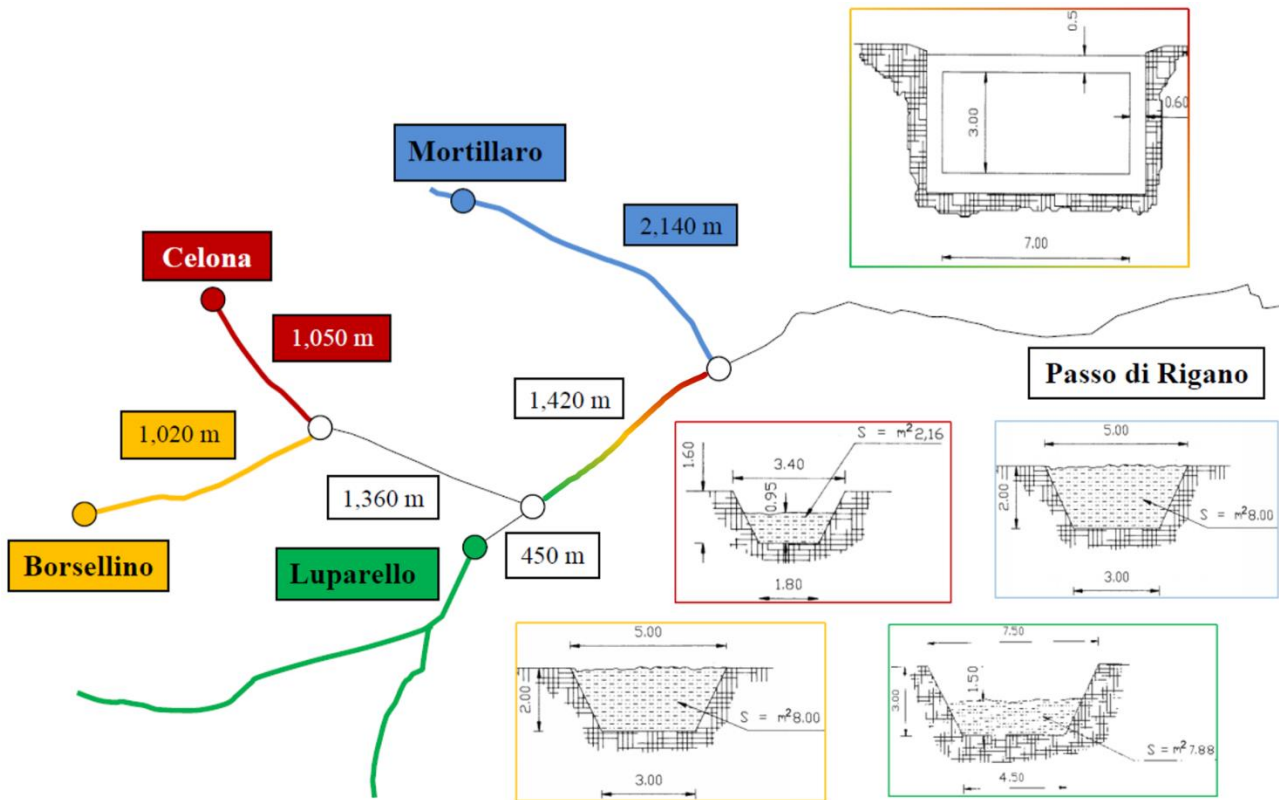 0.5
3.00
0.60
7.00
Mortillaro
2,140 m
Celona
1,050 m
1,020 m
1,420 m
Passo di Rigano
1,360 m
450 m
Borsellino
Luparello
S = m² 2,16
1.60
3.40
0.95
1.80
5.00
2.00
S = m² 8.00
3.00
5.00
2.00
S = m² 8.00
3.00
7.50
1.50
3.00
S = m² 7.88
4.50